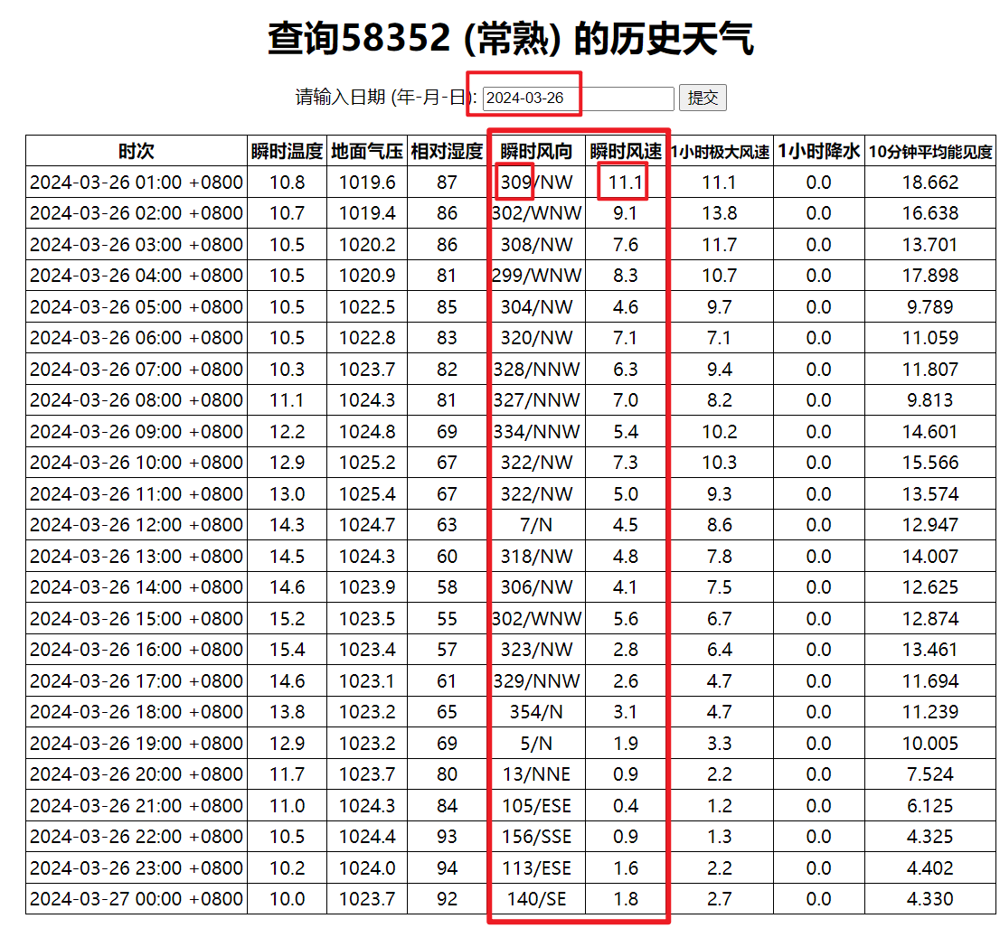 查询58352 (常熟) 的历史天气
请输入日期 (年-月-日): 2024-03-26 提交
时次 瞬时温度 地面气压 相对湿度 瞬时风向 瞬时风速 1小时极大风速 1小时降水 10分钟平均能见度
2024-03-26 01:00 +0800 10.8 1019.6 87 309/NW 11.1 11.1 0.0 18.662
2024-03-26 02:00 +0800 10.7 1019.4 86 302/WNW 9.1 13.8 0.0 16.638
2024-03-26 03:00 +0800 10.5 1020.2 86 308/NW 7.6 11.7 0.0 13.701
2024-03-26 04:00 +0800 10.5 1020.9 81 299/WNW 8.3 10.7 0.0 17.898
2024-03-26 05:00 +0800 10.5 1022.5 85 304/NW 4.6 9.7 0.0 9.789
2024-03-26 06:00 +0800 10.5 1022.8 83 320/NW 7.1 7.1 0.0 11.059
2024-03-26 07:00 +0800 10.3 1023.7 82 328/NNW 6.3 9.4 0.0 11.807
2024-03-26 08:00 +0800 11.1 1024.3 81 327/NNW 7.0 8.2 0.0 9.813
2024-03-26 09:00 +0800 12.2 1024.8 69 334/NNW 5.4 10.2 0.0 14.601
2024-03-26 10:00 +0800 12.9 1025.2 67 322/NW 7.3 10.3 0.0 15.566
2024-03-26 11:00 +0800 13.0 1025.4 67 322/NW 5.0 9.3 0.0 13.574
2024-03-26 12:00 +0800 14.3 1024.7 63 7/N 4.5 8.6 0.0 12.947
2024-03-26 13:00 +0800 14.5 1024.3 60 318/NW 4.8 7.8 0.0 14.007
2024-03-26 14:00 +0800 14.6 1023.9 58 306/NW 4.1 7.5 0.0 12.625
2024-03-26 15:00 +0800 15.2 1023.5 55 302/WNW 5.6 6.7 0.0 12.874
2024-03-26 16:00 +0800 15.4 1023.4 57 323/NW 2.8 6.4 0.0 13.461
2024-03-26 17:00 +0800 14.6 1023.1 61 329/NNW 2.6 4.7 0.0 11.694
2024-03-26 18:00 +0800 13.8 1023.2 65 354/N 3.1 4.7 0.0 11.239
2024-03-26 19:00 +0800 12.9 1023.2 69 5/N 1.9 3.3 0.0 10.005
2024-03-26 20:00 +0800 11.7 1023.7 80 13/NNE 0.9 2.2 0.0 7.524
2024-03-26 21:00 +0800 11.0 1024.3 84 105/ESE 0.4 1.2 0.0 6.125
2024-03-26 22:00 +0800 10.5 1024.4 93 156/SSE 0.9 1.3 0.0 4.325
2024-03-26 23:00 +0800 10.2 1024.0 94 113/ESE 1.6 2.2 0.0 4.402
2024-03-27 00:00 +0800 10.0 1023.7 92 140/SE 1.8 2.7 0.0 4.330